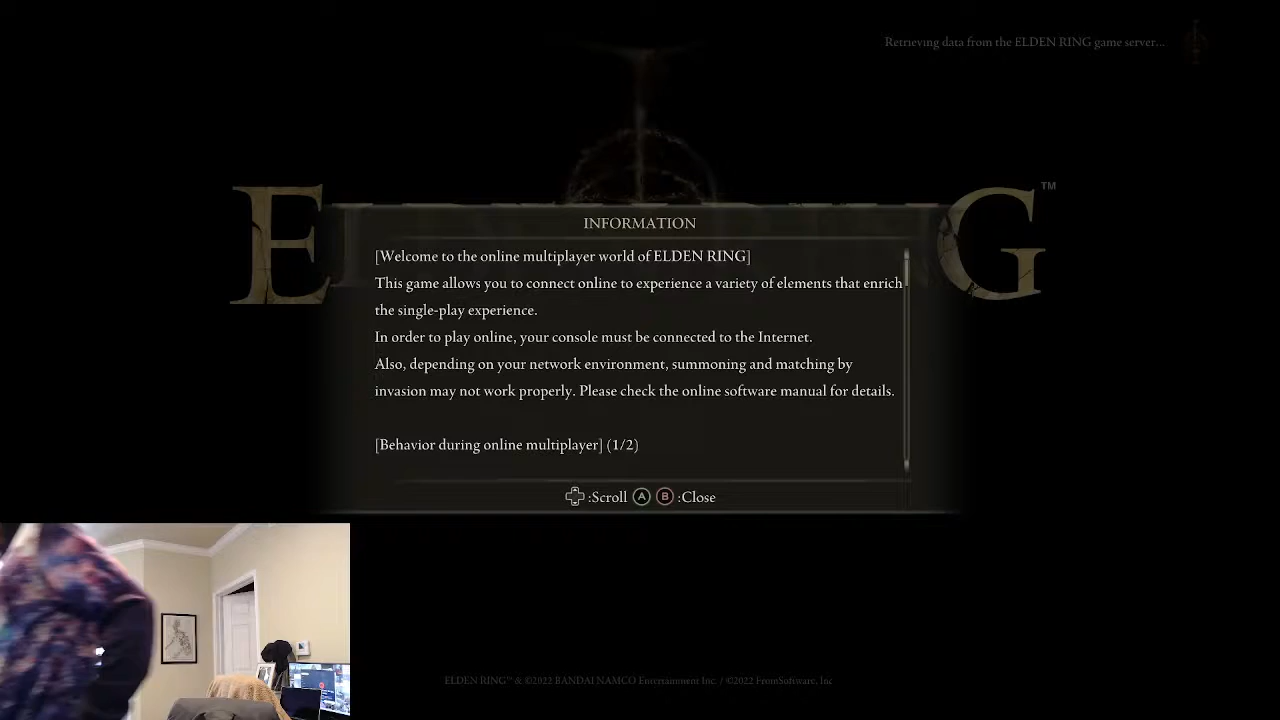 Retrieving data from the ELDEN RING game server...
E G™
INFORMATION
[Welcome to the online multiplayer world of ELDEN RING]
This game allows you to connect online to experience a variety of elements that enrich
the single-play experience.
In order to play online, your console must be connected to the Internet.
Also, depending on your network environment, summoning and matching by
invasion may not work properly. Please check the online software manual for details.
[Behavior during online multiplayer] (1/2)
:Scroll A B :Close
ELDEN RING™ & ©2022 BANDAI NAMCO Entertainment Inc. / ©2022 FromSoftware, Inc